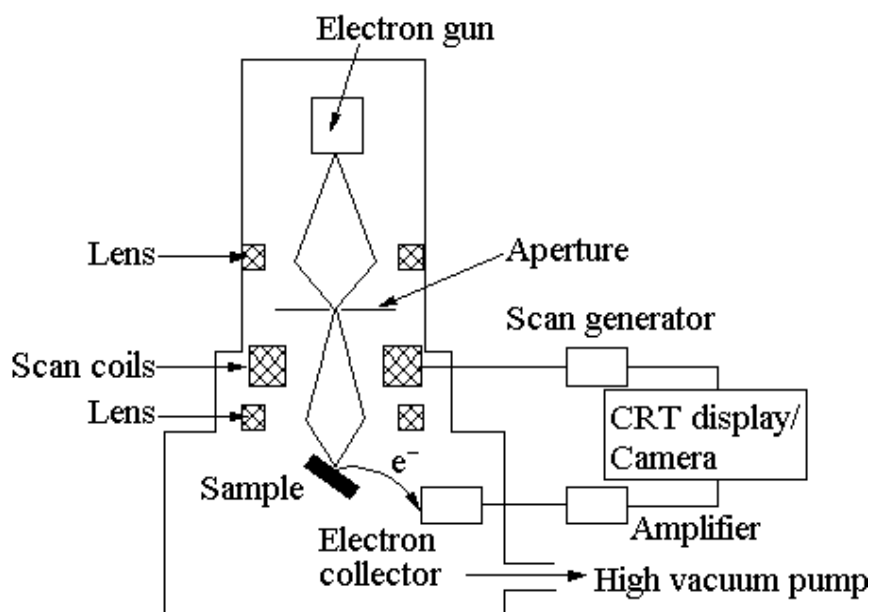 Electron gun
Lens
Aperture
Scan generator
Scan coils
Lens
CRT display/
Camera
e⁻
Sample
Electron
collector
Amplifier
High vacuum pump